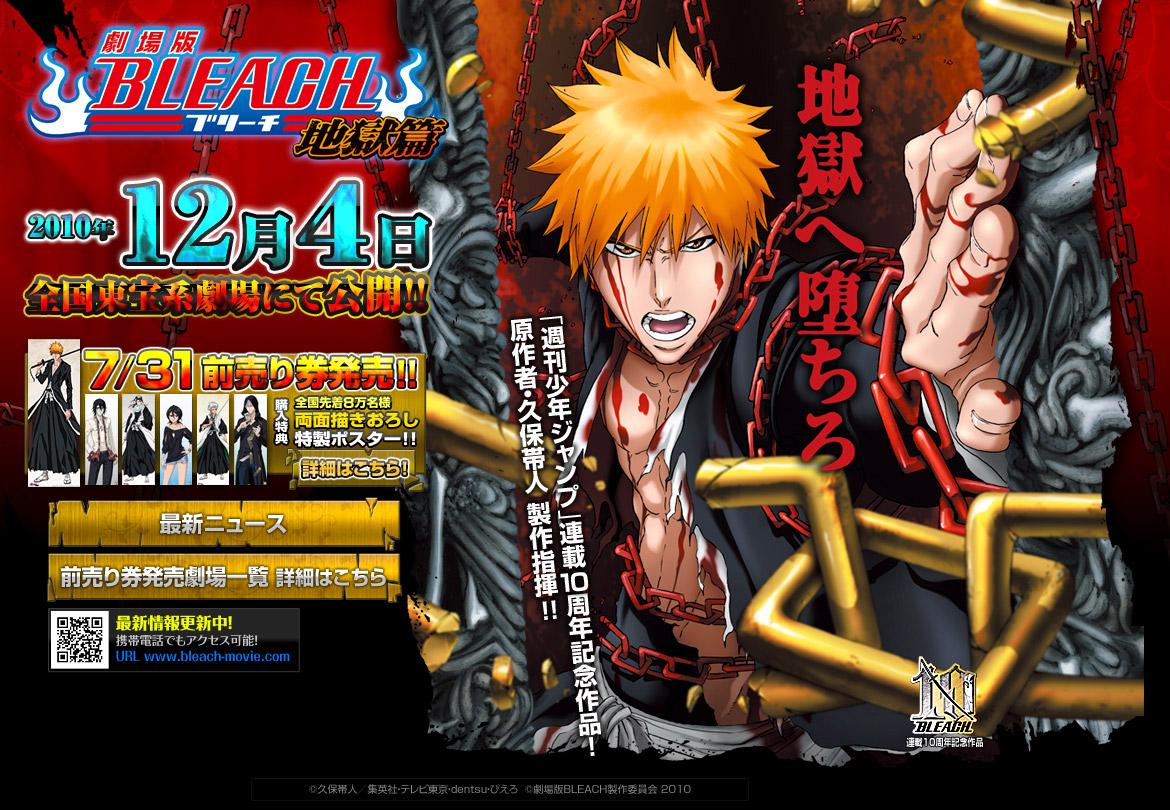 劇場版
BLEACH
ブリーチ
地獄篇
2010年12月4日
全国東宝系劇場にて公開!!
7/31前売り券発売!!
購入特典
全国先着8万名様
両面描きおろし
特製ポスター!!
詳細はこちら!
最新ニュース
前売り券発売劇場一覧 詳細はこちら
最新情報更新中!
携帯電話でもアクセス可能!
URL www.bleach-movie.com
地獄へ堕ちろ
「週刊少年ジャンプ」連載10周年記念作品!
原作者・久保帯人 製作指揮!!
10
BLEACH
連載10周年記念作品
©久保帯人／集英社・テレビ東京・dentsu・ぴえろ ©劇場版BLEACH製作委員会 2010